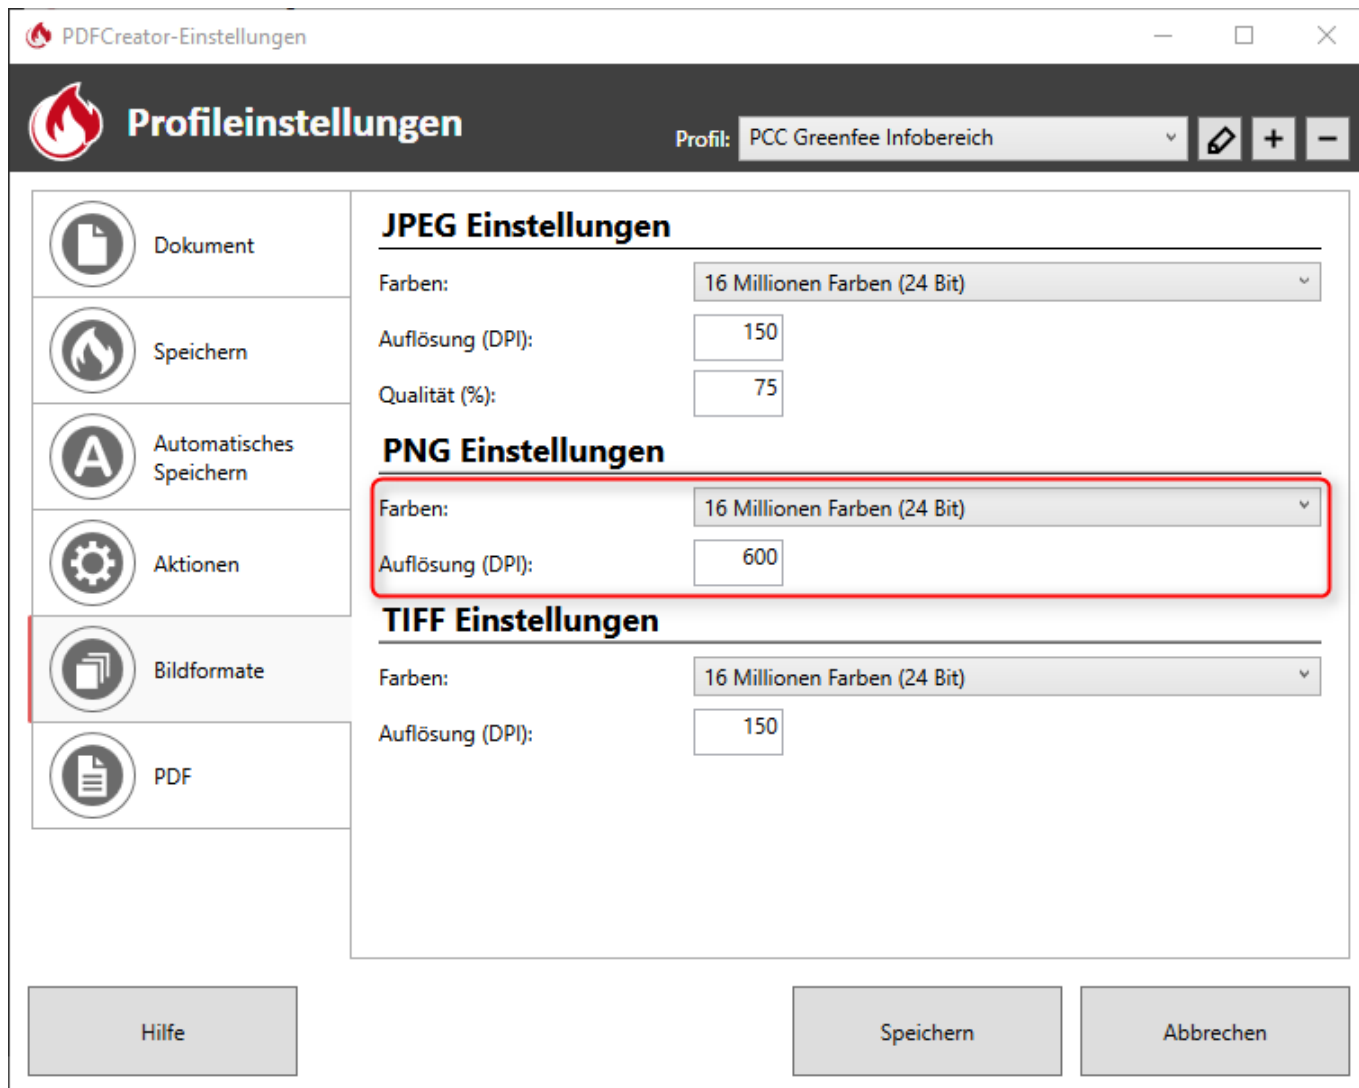 PDFCreator-Einstellungen
Profileinstellungen
Profil: PCC Greenfee Infobereich
Dokument
Speichern
Automatisches
Speichern
Aktionen
Bildformate
PDF
JPEG Einstellungen
Farben: 16 Millionen Farben (24 Bit)
Auflösung (DPI): 150
Qualität (%): 75
PNG Einstellungen
Farben: 16 Millionen Farben (24 Bit)
Auflösung (DPI): 600
TIFF Einstellungen
Farben: 16 Millionen Farben (24 Bit)
Auflösung (DPI): 150
Hilfe
Speichern
Abbrechen